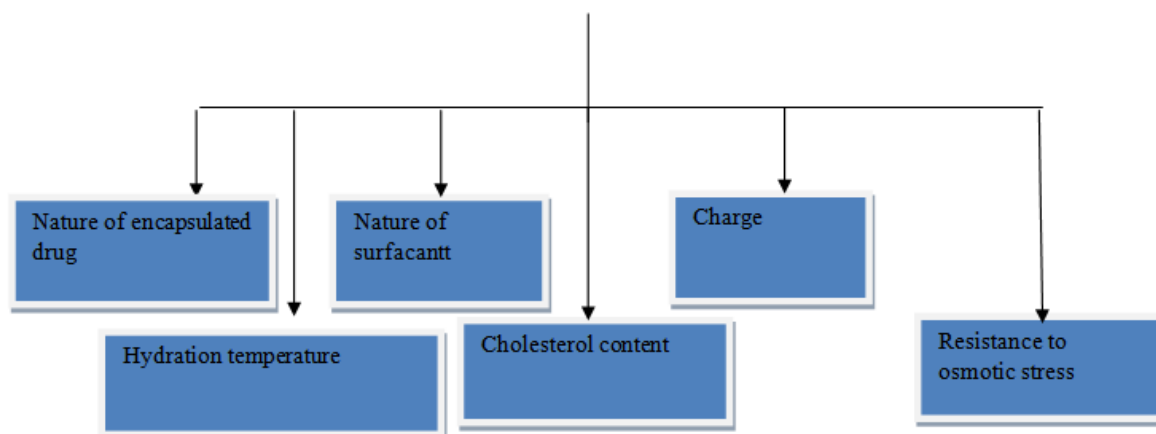 Nature of encapsulated
drug
Nature of
surfacantt
Charge
Hydration temperature
Cholesterol content
Resistance to
osmotic stress